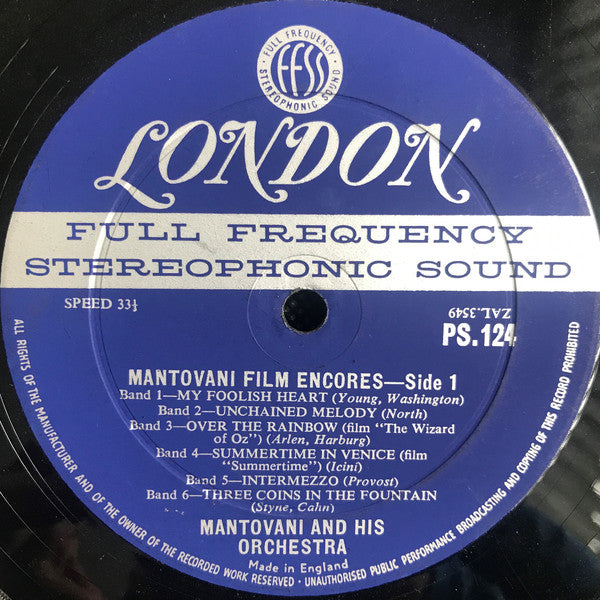 FULL FREQUENCY
ffss
STEREOPHONIC SOUND
LONDON
FULL FREQUENCY
STEREOPHONIC SOUND
SPEED 33⅓
ZAL.3549
PS.124
MANTOVANI FILM ENCORES—Side 1
Band 1—MY FOOLISH HEART (Young, Washington)
Band 2—UNCHAINED MELODY (North)
Band 3—OVER THE RAINBOW (film "The Wizard
of Oz") (Arlen, Harburg)
Band 4—SUMMERTIME IN VENICE (film
"Summertime") (Icini)
Band 5—INTERMEZZO (Provost)
Band 6—THREE COINS IN THE FOUNTAIN
(Styne, Cahn)
MANTOVANI AND HIS
ORCHESTRA
Made in England
ALL RIGHTS OF THE MANUFACTURER AND OF THE OWNER OF THE RECORDED WORK RESERVED · UNAUTHORISED PUBLIC PERFORMANCE BROADCASTING AND COPYING OF THIS RECORD PROHIBITED